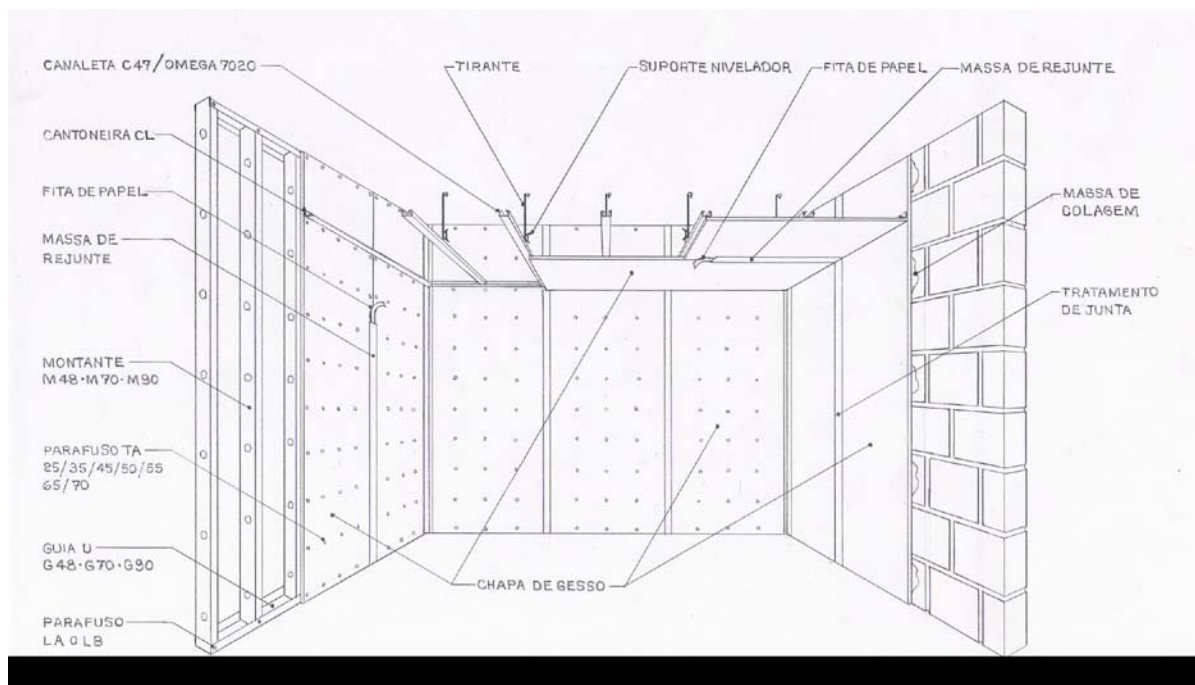 CANALETA C47/OMEGA 7020
TIRANTE
SUPORTE NIVELADOR
FITA DE PAPEL
MASSA DE REJUNTE
CANTONEIRA CL
FITA DE PAPEL
MASSA DE
REJUNTE
MONTANTE
M48·M70·M90
PARAFUSO TA
25/35/45/50/55
65/70
GUIA U
G48·G70·G90
PARAFUSO
LA O LB
CHAPA DE GESSO
MASSA DE
COLAGEM
TRATAMENTO
DE JUNTA